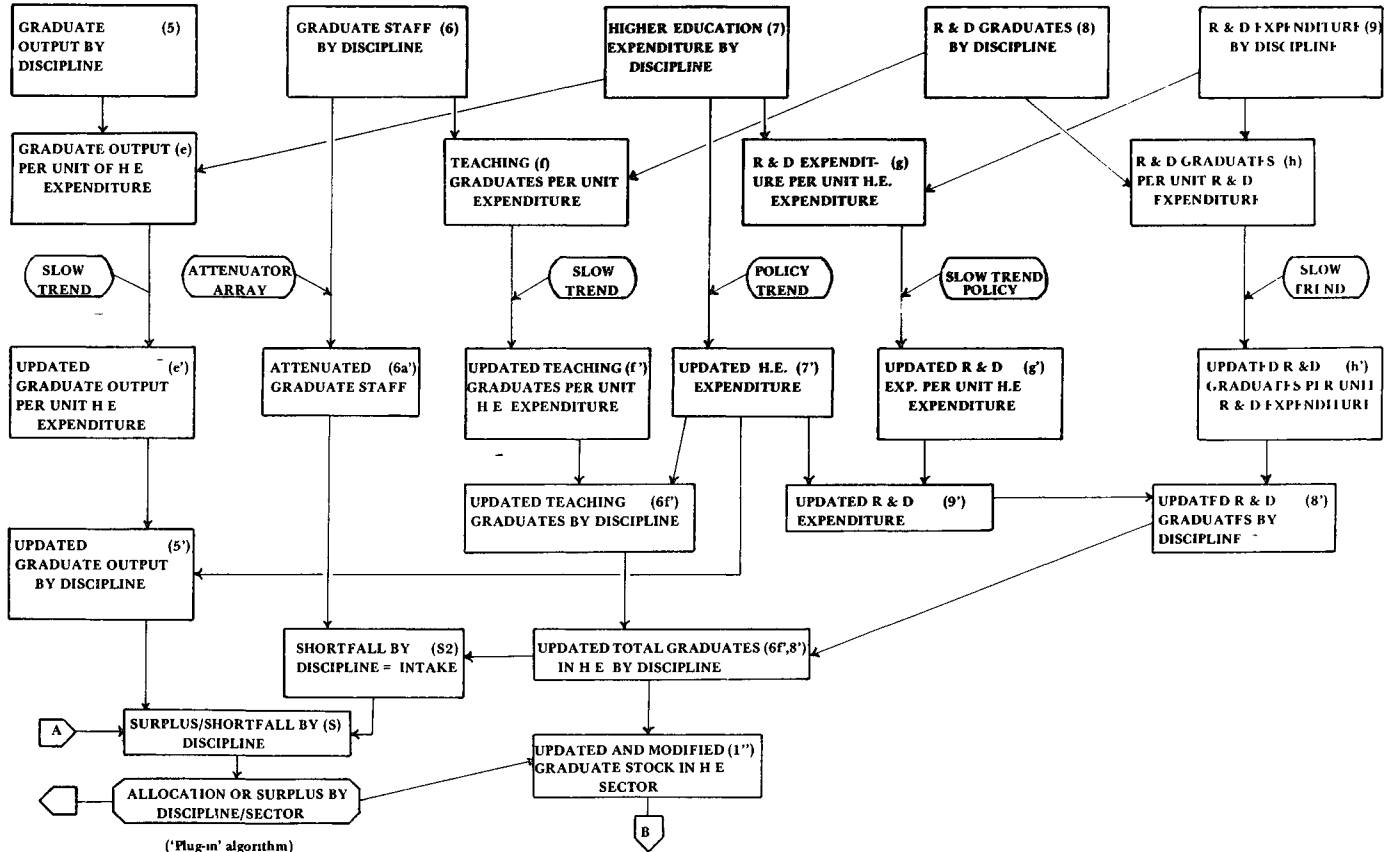 GRADUATE (5)
OUTPUT BY
DISCIPLINE
GRADUATE STAFF (6)
BY DISCIPLINE
HIGHER EDUCATION (7)
EXPENDITURE BY
DISCIPLINE
R & D GRADUATES (8)
BY DISCIPLINE
R & D EXPENDITURE (9)
BY DISCIPLINE
GRADUATE OUTPUT (e)
PER UNIT OF H E
EXPENDITURE
TEACHING (f)
GRADUATES PER UNIT
EXPENDITURE
R & D EXPENDIT- (g)
URE PER UNIT H.E.
EXPENDITURE
R & D GRADUATES (h)
PER UNIT R & D
EXPENDITURE
SLOW
TREND
ATTENUATOR
ARRAY
SLOW
TREND
POLICY
TREND
SLOW TREND
POLICY
SLOW
TREND
UPDATED (e')
GRADUATE OUTPUT
PER UNIT H E
EXPENDITURE
ATTENUATED (6a')
GRADUATE STAFF
UPDATED TEACHING (f')
GRADUATES PER UNIT
H E EXPENDITURE
UPDATED H.E. (7')
EXPENDITURE
UPDATED R & D (g')
EXP. PER UNIT H.E
EXPENDITURE
UPDATED R &D (h')
GRADUATES PER UNIT
R & D EXPENDITURE
UPDATED TEACHING (6f')
GRADUATES BY DISCIPLINE
UPDATED R & D (9')
EXPENDITURE
UPDATED R & D (8')
GRADUATES BY
DISCIPLINE
UPDATED (5')
GRADUATE OUTPUT
BY DISCIPLINE
SHORTFALL BY (S2)
DISCIPLINE = INTAKE
UPDATED TOTAL GRADUATES (6f',8')
IN H E BY DISCIPLINE
A
SURPLUS/SHORTFALL BY (S)
DISCIPLINE
UPDATED AND MODIFIED (1'')
GRADUATE STOCK IN H E
SECTOR
ALLOCATION OR SURPLUS BY
DISCIPLINE/SECTOR
B
('Plug-in' algorithm)